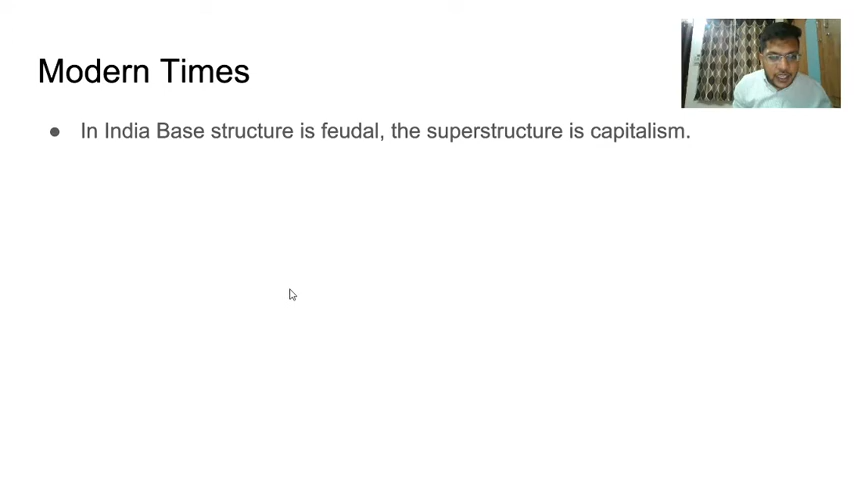 Modern Times
● In India Base structure is feudal, the superstructure is capitalism.